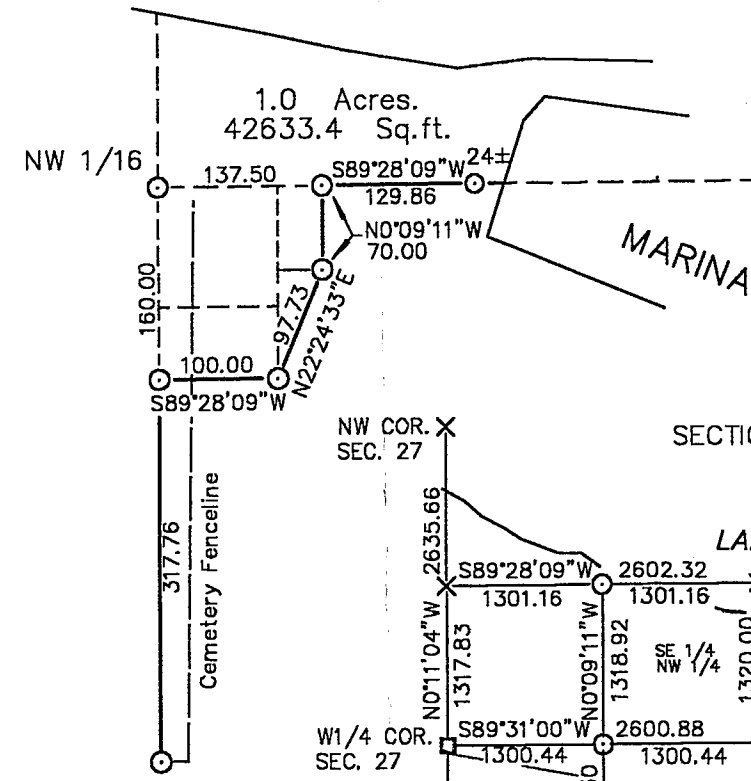 1.0 Acres.
42633.4 Sq.ft.
NW 1/16
137.50
S89°28'09"W
24±
129.86
N0°09'11"W
70.00
MARINA
160.00
97.73
N22°24'33"E
100.00
S89°28'09"W
317.76
Cemetery Fenceline
NW COR.
SEC. 27
SECTIO
2635.66
LA
S89°28'09"W
2602.32
1301.16
1301.16
N0°11'04"W
1317.83
N0°09'11"W
1318.92
SE 1/4
NW 1/4
1320.00
W1/4 COR.
SEC. 27
S89°31'00"W
2600.88
1300.44
1300.44